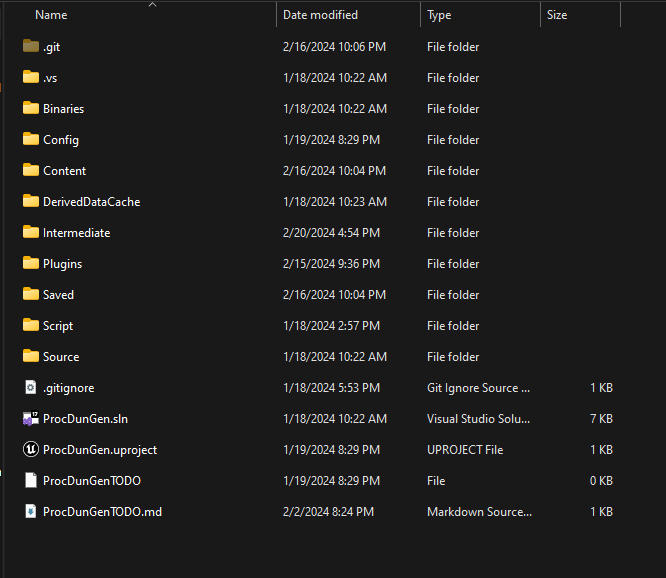 Name Date modified Type Size
.git 2/16/2024 10:06 PM File folder
.vs 1/18/2024 10:22 AM File folder
Binaries 1/18/2024 10:22 AM File folder
Config 1/19/2024 8:29 PM File folder
Content 2/16/2024 10:04 PM File folder
DerivedDataCache 1/18/2024 10:23 AM File folder
Intermediate 2/20/2024 4:54 PM File folder
Plugins 2/15/2024 9:36 PM File folder
Saved 2/16/2024 10:04 PM File folder
Script 1/18/2024 2:57 PM File folder
Source 1/18/2024 10:22 AM File folder
.gitignore 1/18/2024 5:53 PM Git Ignore Source ... 1 KB
ProcDunGen.sln 1/18/2024 10:22 AM Visual Studio Solu... 7 KB
ProcDunGen.uproject 1/19/2024 8:29 PM UPROJECT File 1 KB
ProcDunGenTODO 1/19/2024 8:29 PM File 0 KB
ProcDunGenTODO.md 2/2/2024 8:24 PM Markdown Source... 1 KB